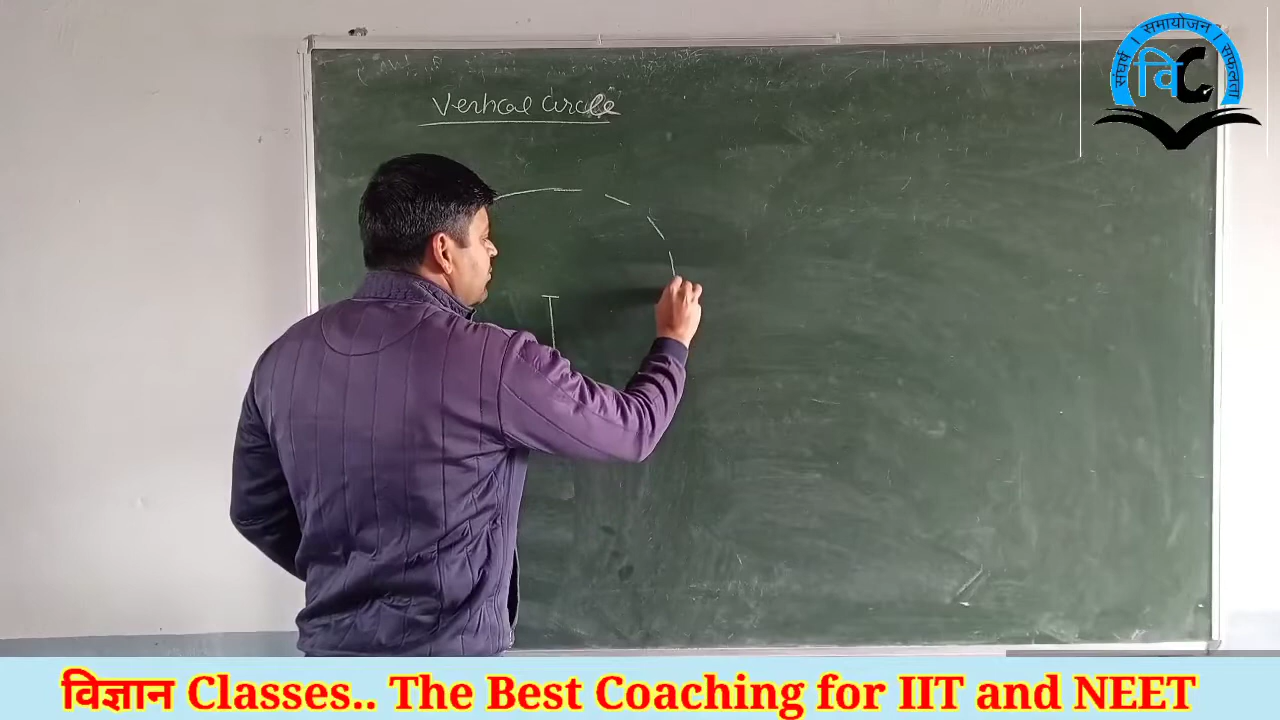 Vertical Circle
संघर्ष । समायोजन । सफलता
वि C
विज्ञान Classes.. The Best Coaching for IIT and NEET